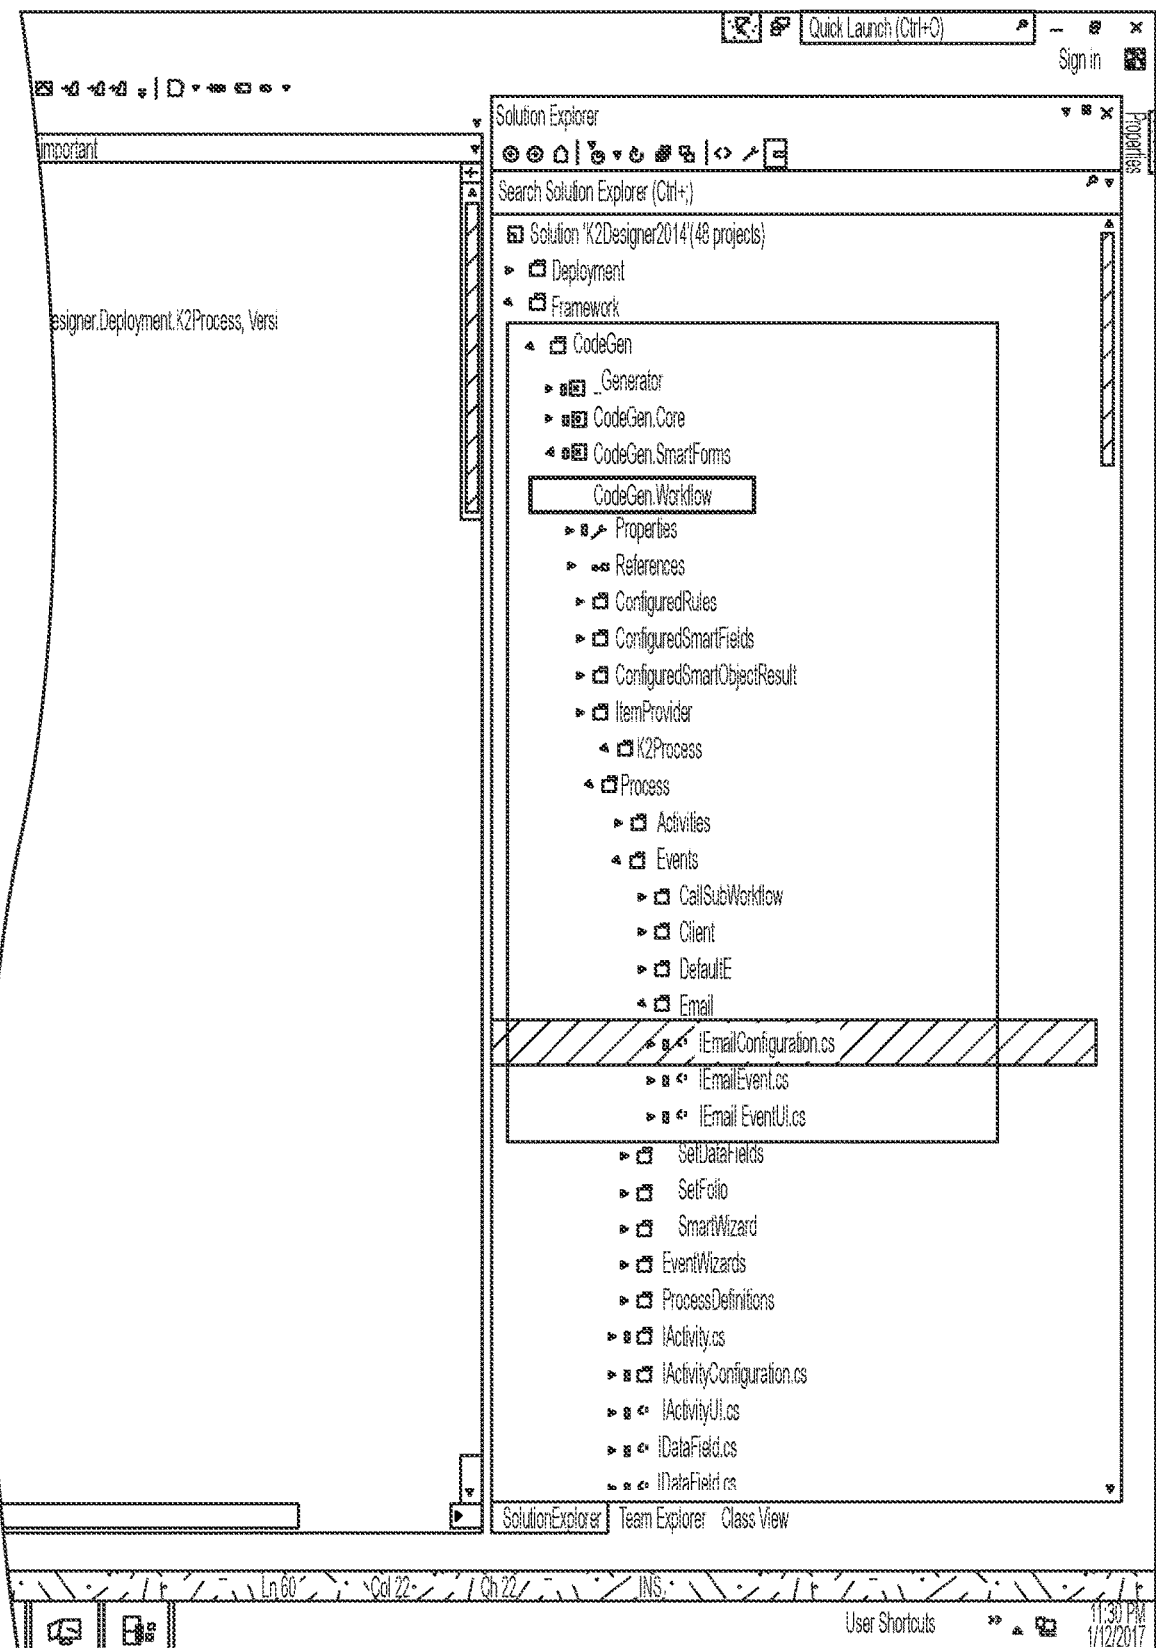 Quick Launch (Ctrl+O)
Sign in
Solution Explorer
Properties
important
Search Solution Explorer (Ctrl+;)
Solution 'K2Designer2014'(48 projects)
Deployment
Framework
esigner.Deployment.K2Process, Versi
CodeGen
_Generator
CodeGen.Core
CodeGen.SmartForms
CodeGen.Workflow
Properties
References
ConfiguredRules
ConfiguredSmartFields
ConfiguredSmartObjectResult
ItemProvider
K2Process
Process
Activities
Events
CallSubWorkflow
Client
DefaultE
Email
IEmailConfiguration.cs
IEmailEvent.cs
IEmail EventUI.cs
SetDataFields
SetFolio
SmartWizard
EventWizards
ProcessDefinitions
IActivity.cs
IActivityConfiguration.cs
IActivityUI.cs
IDataField.cs
IDataField.cs
SolutionExplorer Team Explorer Class View
Ln 60 Col 22 Ch 22 INS
User Shortcuts
11:30 PM
1/12/2017